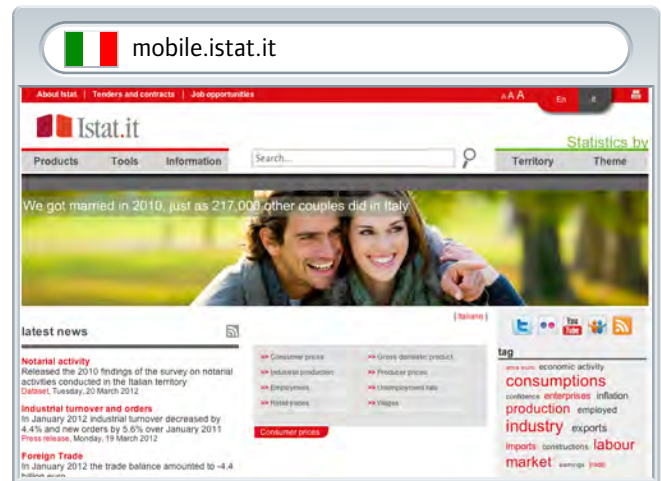 mobile.istat.it
About Istat | Tenders and contracts | Job opportunities
A A A
En
it
Istat.it
Statistics by
Products Tools Information
Search...
Territory Theme
We got married in 2010, just as 217,000 other couples did in Italy
[ Italiano ]
latest news
Notarial activity
Released the 2010 findings of the survey on notarial
activities conducted in the Italian territory
Dataset, Tuesday, 20 March 2012
Industrial turnover and orders
In January 2012 industrial turnover decreased by
4.4% and new orders by 5.6% over January 2011
Press release, Monday, 19 March 2012
Foreign Trade
In January 2012 the trade balance amounted to -4.4
billion euro
>> Consumer prices
>> Gross domestic product
>> Industrial production
>> Producer prices
>> Employment
>> Unemployment rate
>> Retail trades
>> Wages
Consumer prices
You
Tube
tag
area euro economic activity
consumptions
confidence enterprises inflation
production employed
industry exports
imports constructions labour
market earnings trade